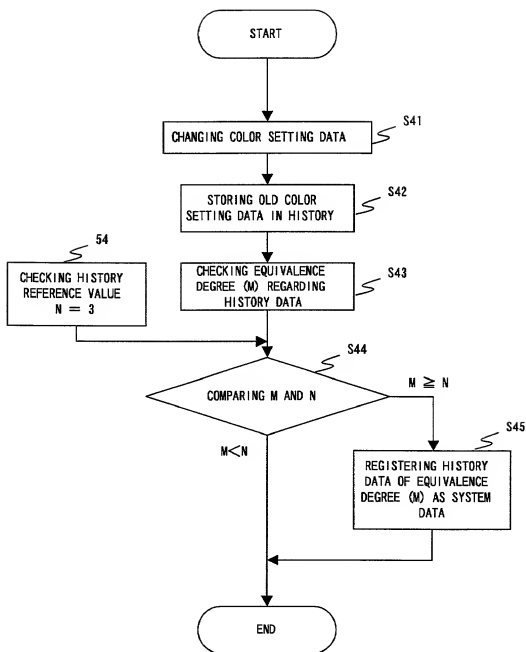 START
S41
CHANGING COLOR SETTING DATA
S42
STORING OLD COLOR
SETTING DATA IN HISTORY
54
CHECKING HISTORY
REFERENCE VALUE
N = 3
S43
CHECKING EQUIVALENCE
DEGREE (M) REGARDING
HISTORY DATA
S44
COMPARING M AND N
M ≧ N
M<N
S45
REGISTERING HISTORY
DATA OF EQUIVALENCE
DEGREE (M) AS SYSTEM
DATA
END